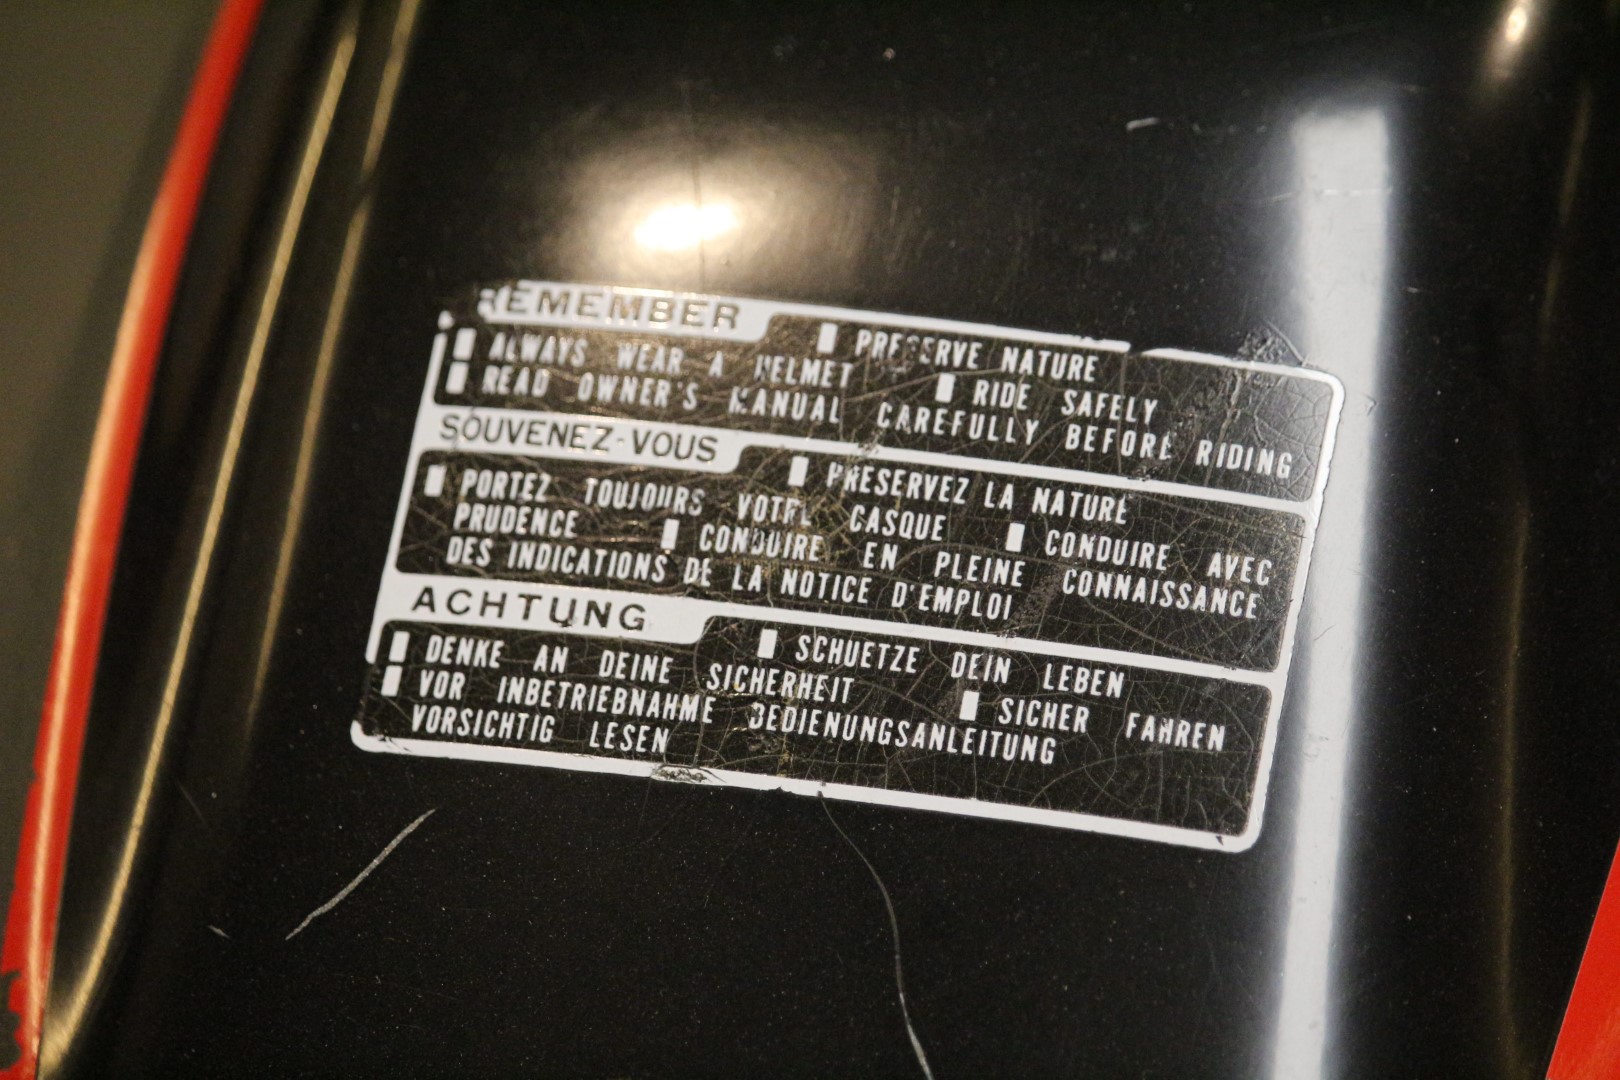 REMEMBER
▮ PRESERVE NATURE
▮ ALWAYS WEAR A HELMET ▮ RIDE SAFELY
▮ READ OWNER'S MANUAL CAREFULLY BEFORE RIDING
SOUVENEZ-VOUS
▮ PRESERVEZ LA NATURE
▮ PORTEZ TOUJOURS VOTRE CASQUE ▮ CONDUIRE AVEC
PRUDENCE ▮ CONDUIRE EN PLEINE CONNAISSANCE
DES INDICATIONS DE LA NOTICE D'EMPLOI
ACHTUNG
▮ SCHUETZE DEIN LEBEN
▮ DENKE AN DEINE SICHERHEIT ▮ SICHER FAHREN
▮ VOR INBETRIEBNAHME BEDIENUNGSANLEITUNG
VORSICHTIG LESEN